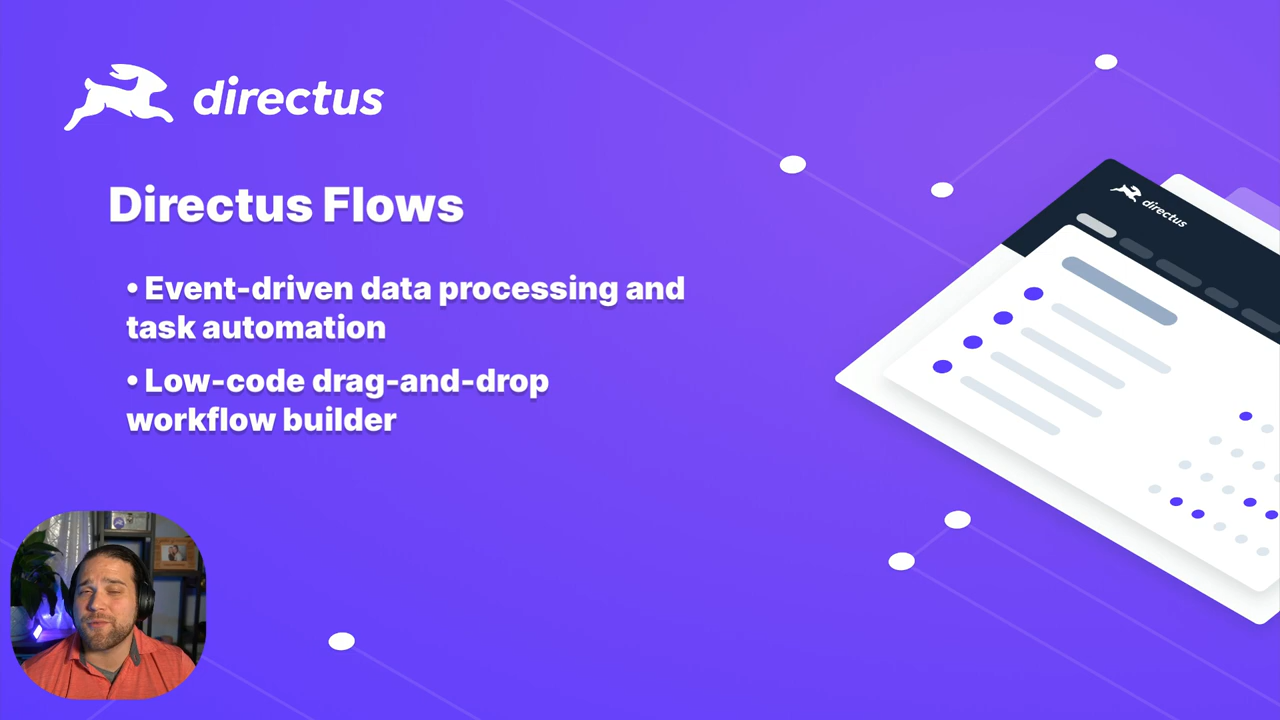 directus
Directus Flows
• Event-driven data processing and
task automation
• Low-code drag-and-drop
workflow builder
directus